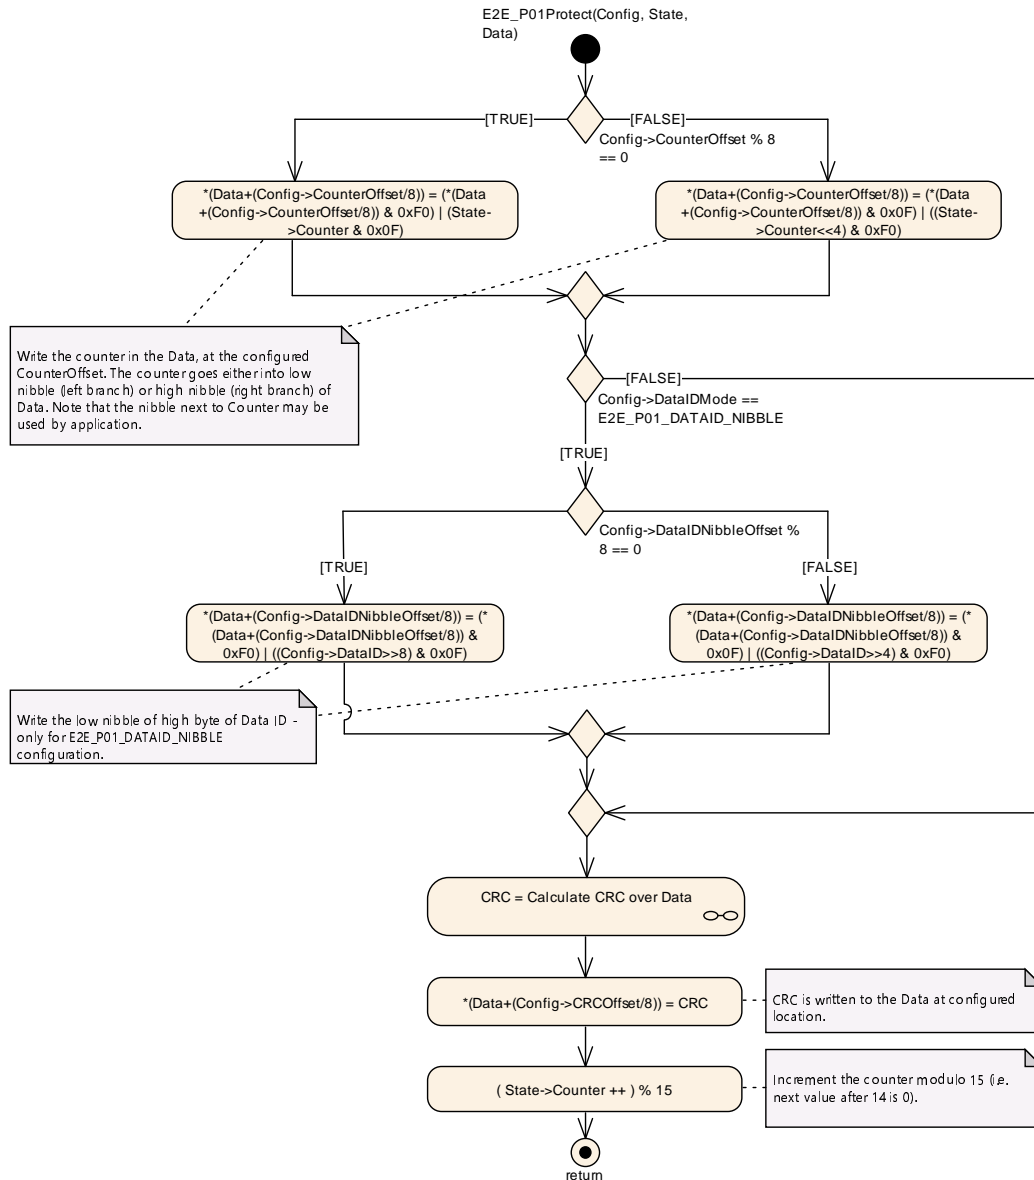 E2E_P01Protect(Config, State,
Data)
[TRUE]
[FALSE]
Config->CounterOffset % 8
== 0
*(Data+(Config->CounterOffset/8)) = (*(Data
+(Config->CounterOffset/8)) & 0xF0) | (State-
>Counter & 0x0F)
*(Data+(Config->CounterOffset/8)) = (*(Data
+(Config->CounterOffset/8)) & 0x0F) | ((State-
>Counter<<4) & 0xF0)
Write the counter in the Data, at the configured
CounterOffset. The counter goes either into low
nibble (left branch) or high nibble (right branch) of
Data. Note that the nibble next to Counter may be
used by application.
[FALSE]
Config->DataIDMode ==
E2E_P01_DATAID_NIBBLE
[TRUE]
Config->DataIDNibbleOffset %
8 == 0
[TRUE]
[FALSE]
*(Data+(Config->DataIDNibbleOffset/8)) = (*
(Data+(Config->DataIDNibbleOffset/8)) &
0xF0) | ((Config->DataID>>8) & 0x0F)
*(Data+(Config->DataIDNibbleOffset/8)) = (*
(Data+(Config->DataIDNibbleOffset/8)) &
0x0F) | ((Config->DataID>>4) & 0xF0)
Write the low nibble of high byte of Data ID -
only for E2E_P01_DATAID_NIBBLE
configuration.
CRC = Calculate CRC over Data
*(Data+(Config->CRCOffset/8)) = CRC
CRC is written to the Data at configured
location.
( State->Counter ++ ) % 15
Increment the counter modulo 15 (i.e.
next value after 14 is 0).
return